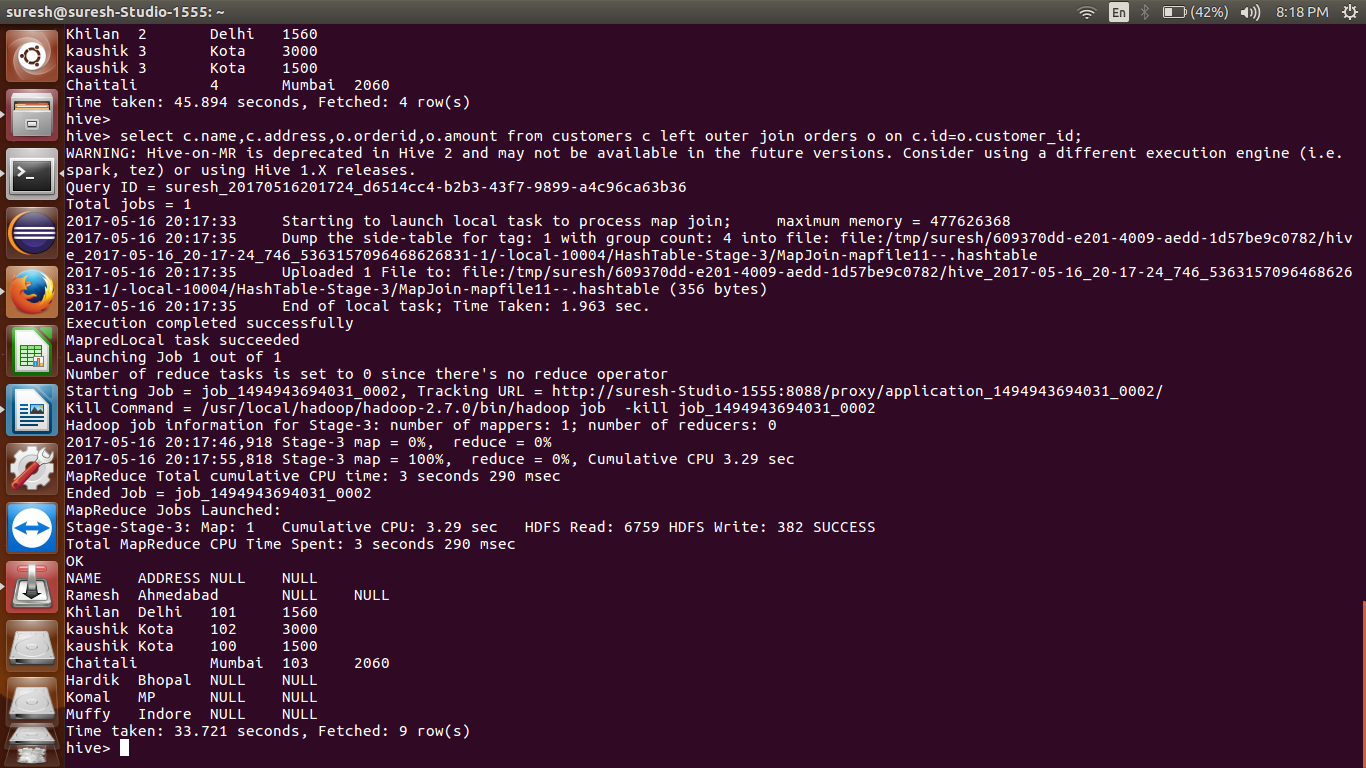 suresh@suresh-Studio-1555: ~ En (42%) 8:18 PM
Khilan 2 Delhi 1560
kaushik 3 Kota 3000
kaushik 3 Kota 1500
Chaitali 4 Mumbai 2060
Time taken: 45.894 seconds, Fetched: 4 row(s)
hive>
hive> select c.name,c.address,o.orderid,o.amount from customers c left outer join orders o on c.id=o.customer_id;
WARNING: Hive-on-MR is deprecated in Hive 2 and may not be available in the future versions. Consider using a different execution engine (i.e.
spark, tez) or using Hive 1.X releases.
Query ID = suresh_20170516201724_d6514cc4-b2b3-43f7-9899-a4c96ca63b36
Total jobs = 1
2017-05-16 20:17:33 Starting to launch local task to process map join; maximum memory = 477626368
2017-05-16 20:17:35 Dump the side-table for tag: 1 with group count: 4 into file: file:/tmp/suresh/609370dd-e201-4009-aedd-1d57be9c0782/hiv
e_2017-05-16_20-17-24_746_5363157096468626831-1/-local-10004/HashTable-Stage-3/MapJoin-mapfile11--.hashtable
2017-05-16 20:17:35 Uploaded 1 File to: file:/tmp/suresh/609370dd-e201-4009-aedd-1d57be9c0782/hive_2017-05-16_20-17-24_746_5363157096468626
831-1/-local-10004/HashTable-Stage-3/MapJoin-mapfile11--.hashtable (356 bytes)
2017-05-16 20:17:35 End of local task; Time Taken: 1.963 sec.
Execution completed successfully
MapredLocal task succeeded
Launching Job 1 out of 1
Number of reduce tasks is set to 0 since there's no reduce operator
Starting Job = job_1494943694031_0002, Tracking URL = http://suresh-Studio-1555:8088/proxy/application_1494943694031_0002/
Kill Command = /usr/local/hadoop/hadoop-2.7.0/bin/hadoop job  -kill job_1494943694031_0002
Hadoop job information for Stage-3: number of mappers: 1; number of reducers: 0
2017-05-16 20:17:46,918 Stage-3 map = 0%,  reduce = 0%
2017-05-16 20:17:55,818 Stage-3 map = 100%,  reduce = 0%, Cumulative CPU 3.29 sec
MapReduce Total cumulative CPU time: 3 seconds 290 msec
Ended Job = job_1494943694031_0002
MapReduce Jobs Launched:
Stage-Stage-3: Map: 1   Cumulative CPU: 3.29 sec   HDFS Read: 6759 HDFS Write: 382 SUCCESS
Total MapReduce CPU Time Spent: 3 seconds 290 msec
OK
NAME ADDRESS NULL NULL
Ramesh Ahmedabad NULL NULL
Khilan Delhi 101 1560
kaushik Kota 102 3000
kaushik Kota 100 1500
Chaitali Mumbai 103 2060
Hardik Bhopal NULL NULL
Komal MP NULL NULL
Muffy Indore NULL NULL
Time taken: 33.721 seconds, Fetched: 9 row(s)
hive>